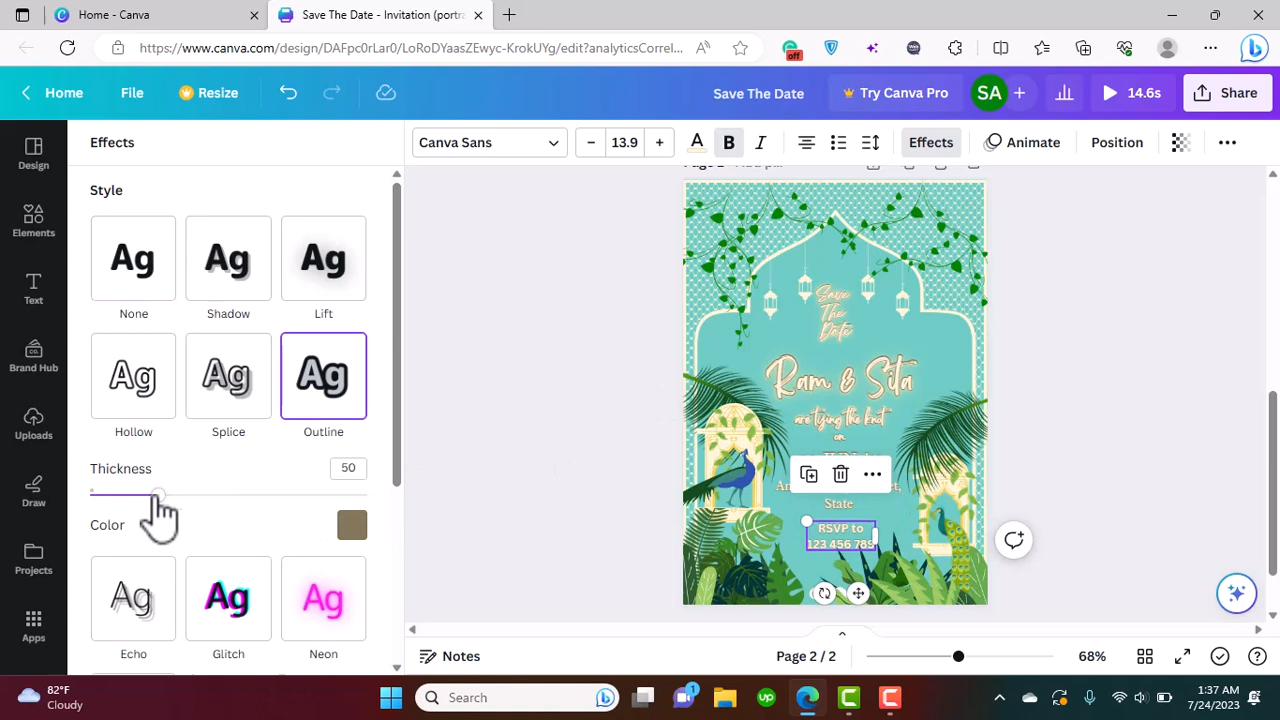 Home - Canva
Save The Date - Invitation (portra
https://www.canva.com/design/DAFpc0rLar0/LoRoDYaasZEwyc-KrokUYg/edit?analyticsCorrel...
off
Home
File
Resize
Save The Date
Try Canva Pro
SA
14.6s
Share
Design
Elements
Text
Brand Hub
Uploads
Draw
Projects
Apps
Effects
Style
Ag
Ag
Ag
None
Shadow
Lift
Ag
Ag
Ag
Hollow
Splice
Outline
Thickness
50
Color
Ag
Ag
Ag
Echo
Glitch
Neon
Canva Sans
13.9
A
B
I
Effects
Animate
Position
Save
The
Date
Ram & Sita
are tying the knot
on
State
RSVP to
123 456 789
Notes
Page 2 / 2
68%
82°F
Cloudy
Search
1
1:37 AM
7/24/2023